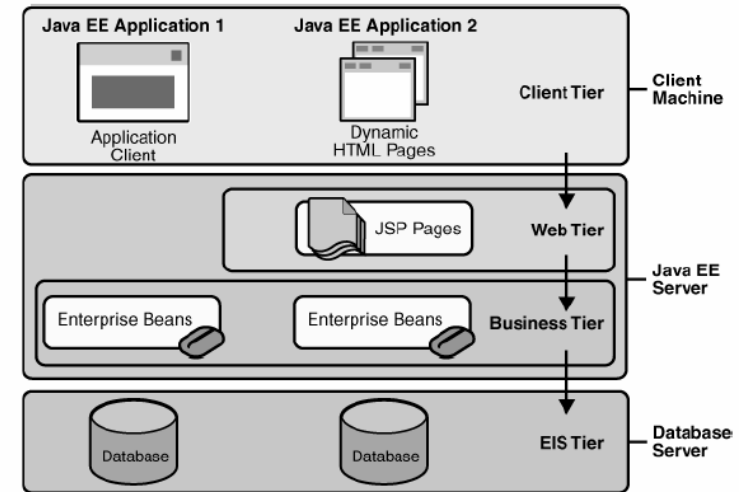 Java EE Application 1
Java EE Application 2
Application
Client
Dynamic
HTML Pages
Client Tier
Client
Machine
JSP Pages
Web Tier
Java EE
Server
Enterprise Beans
Enterprise Beans
Business Tier
Database
Database
EIS Tier
Database
Server